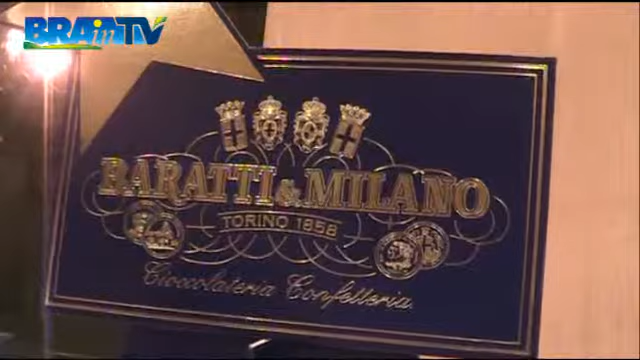 BRAinTV
BARATTI & MILANO
TORINO 1858
Cioccolateria Confetteria